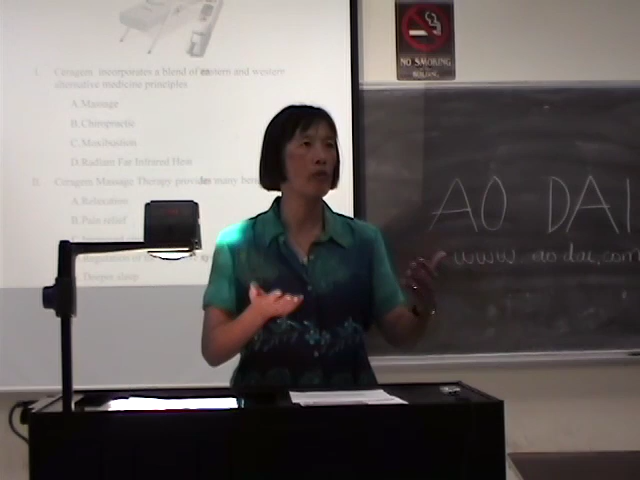 I. Ceragem incorporates a blend of eastern and western
alternative medicine principles
A.Massage
B.Chiropractic
C.Moxibustion
D.Radiant Far Infrared Heat
II. Ceragem Massage Therapy provides many
A.Relaxation
B.Pain relief
Deeper sleep
NO SMOKING
AO DAI
www.aodai.com